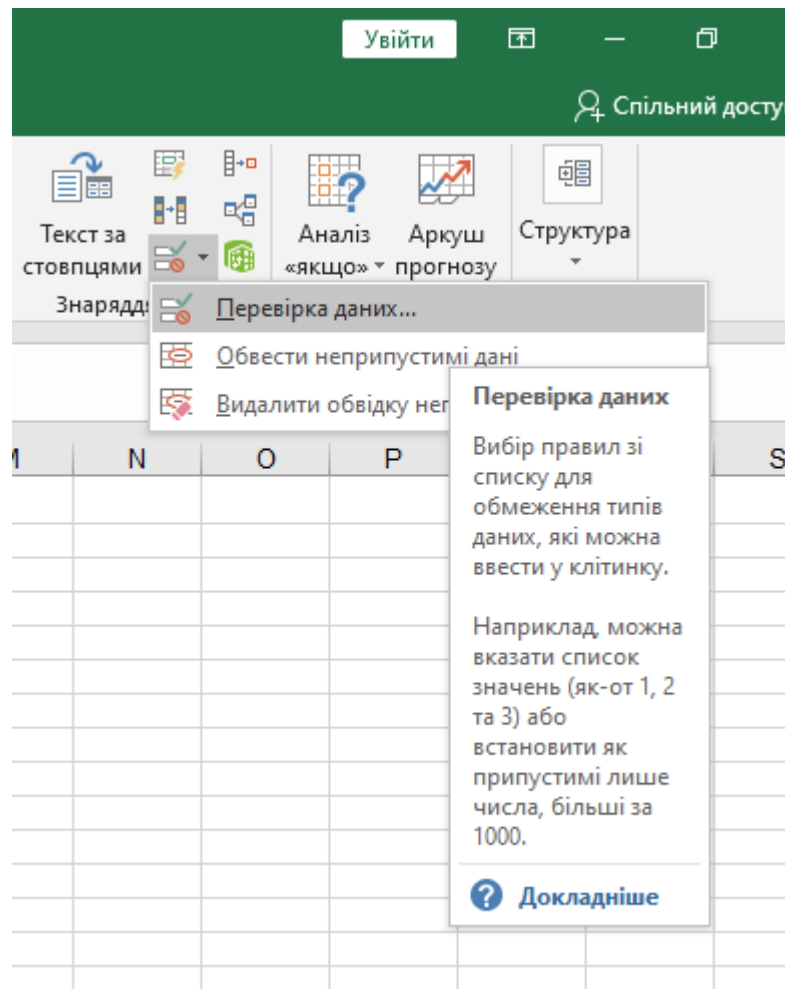 Увійти
Спільний досту
Текст за
стовпцями
Аналіз
«якщо»
Аркуш
прогнозу
Структура
Знаряддя
Перевірка даних...
Обвести неприпустимі дані
Видалити обвідку неп
Перевірка даних
Вибір правил зі
списку для
обмеження типів
даних, які можна
ввести у клітинку.
Наприклад, можна
вказати список
значень (як-от 1, 2
та 3) або
встановити як
припустимі лише
числа, більші за
1000.
Докладніше
N O P S